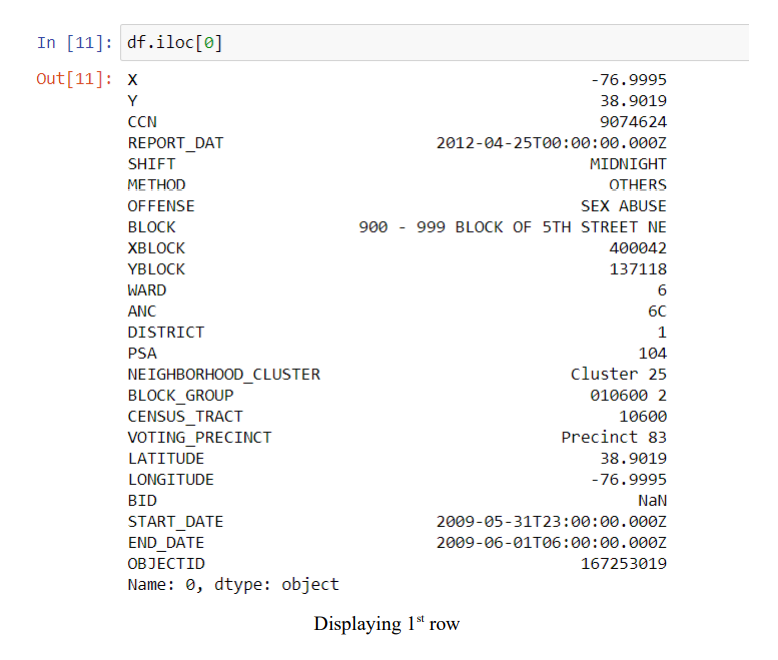 In [11]: df.iloc[0]
Out[11]: X -76.9995
Y 38.9019
CCN 9074624
REPORT_DAT 2012-04-25T00:00:00.000Z
SHIFT MIDNIGHT
METHOD OTHERS
OFFENSE SEX ABUSE
BLOCK 900 - 999 BLOCK OF 5TH STREET NE
XBLOCK 400042
YBLOCK 137118
WARD 6
ANC 6C
DISTRICT 1
PSA 104
NEIGHBORHOOD_CLUSTER Cluster 25
BLOCK_GROUP 010600 2
CENSUS_TRACT 10600
VOTING_PRECINCT Precinct 83
LATITUDE 38.9019
LONGITUDE -76.9995
BID NaN
START_DATE 2009-05-31T23:00:00.000Z
END_DATE 2009-06-01T06:00:00.000Z
OBJECTID 167253019
Name: 0, dtype: object
Displaying 1st row